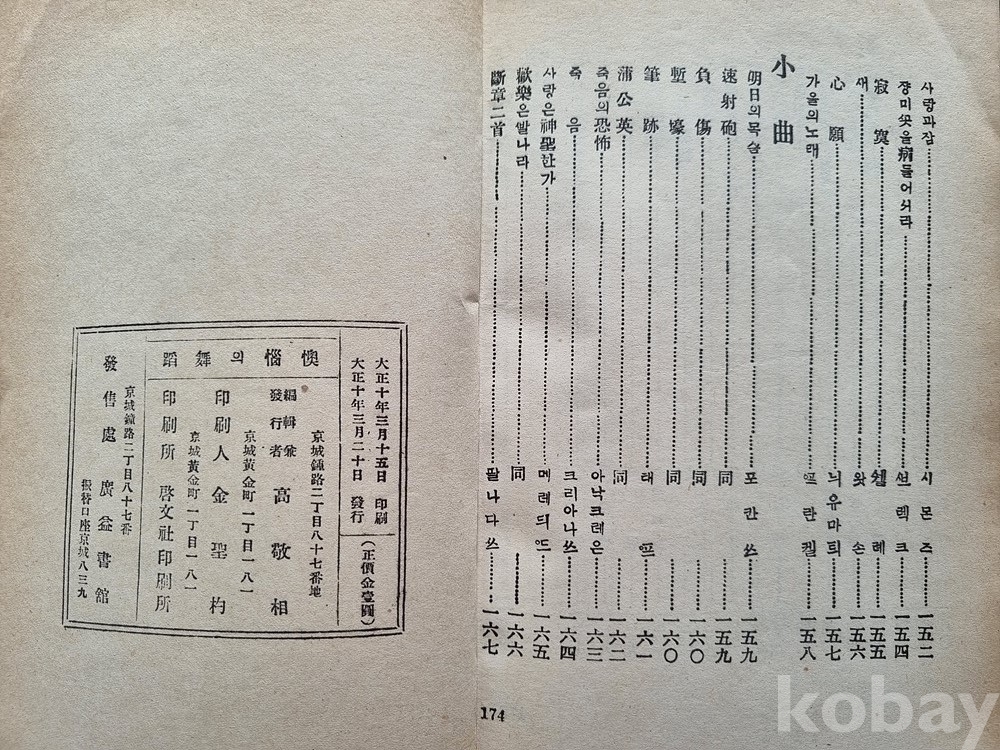 사랑과잠 시몬즈 一五二
쟝미쏫을病들어쉬라 쓰렉크 一五四
寂寞 쉘레 一五五
새 왓손 一五六
心願 늬유마틔 一五七
가을의노래 一五八
小曲
明日의목슴 포란쓰 一五九
速射砲 同 一五九
負傷 同 一六〇
塹壕 同 一六〇
筆跡 래쯔 一六一
蒲公英 同 一六二
죽음의恐怖 아낙크레온 一六三
죽음 크리아나쓰 一六四
사랑은神聖한가 메레듸쓰 一六五
歡樂은빨나라 同 一六六
斷章二首 팔나다쓰 一六七
174
大正十年三月十五日 印刷
大正十年三月二十日 發行
(正價金壹圓)
懊惱의舞蹈
京城鍾路二丁目八十七番地
編輯兼發行者 高敬相
京城黃金町一丁目一八一
印刷人 金聖杓
京城黃金町一丁目一八一
印刷所 啓文社印刷所
京城鐘路二丁目八十七番
發售處 廣益書館
振替口座京城八三九
kobay